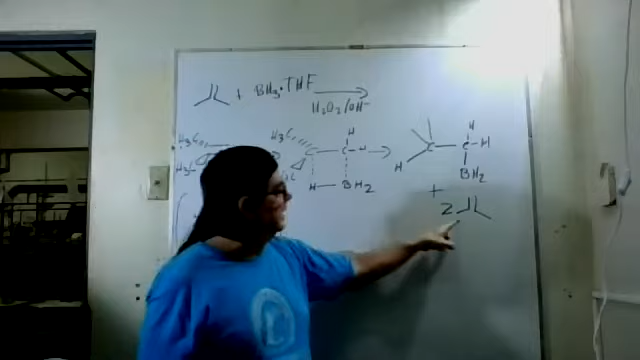 + BH3·THF
H2O2/OH-
H3C H3C H
H3C C C H C C H
H H
H BH2 BH2
+
2